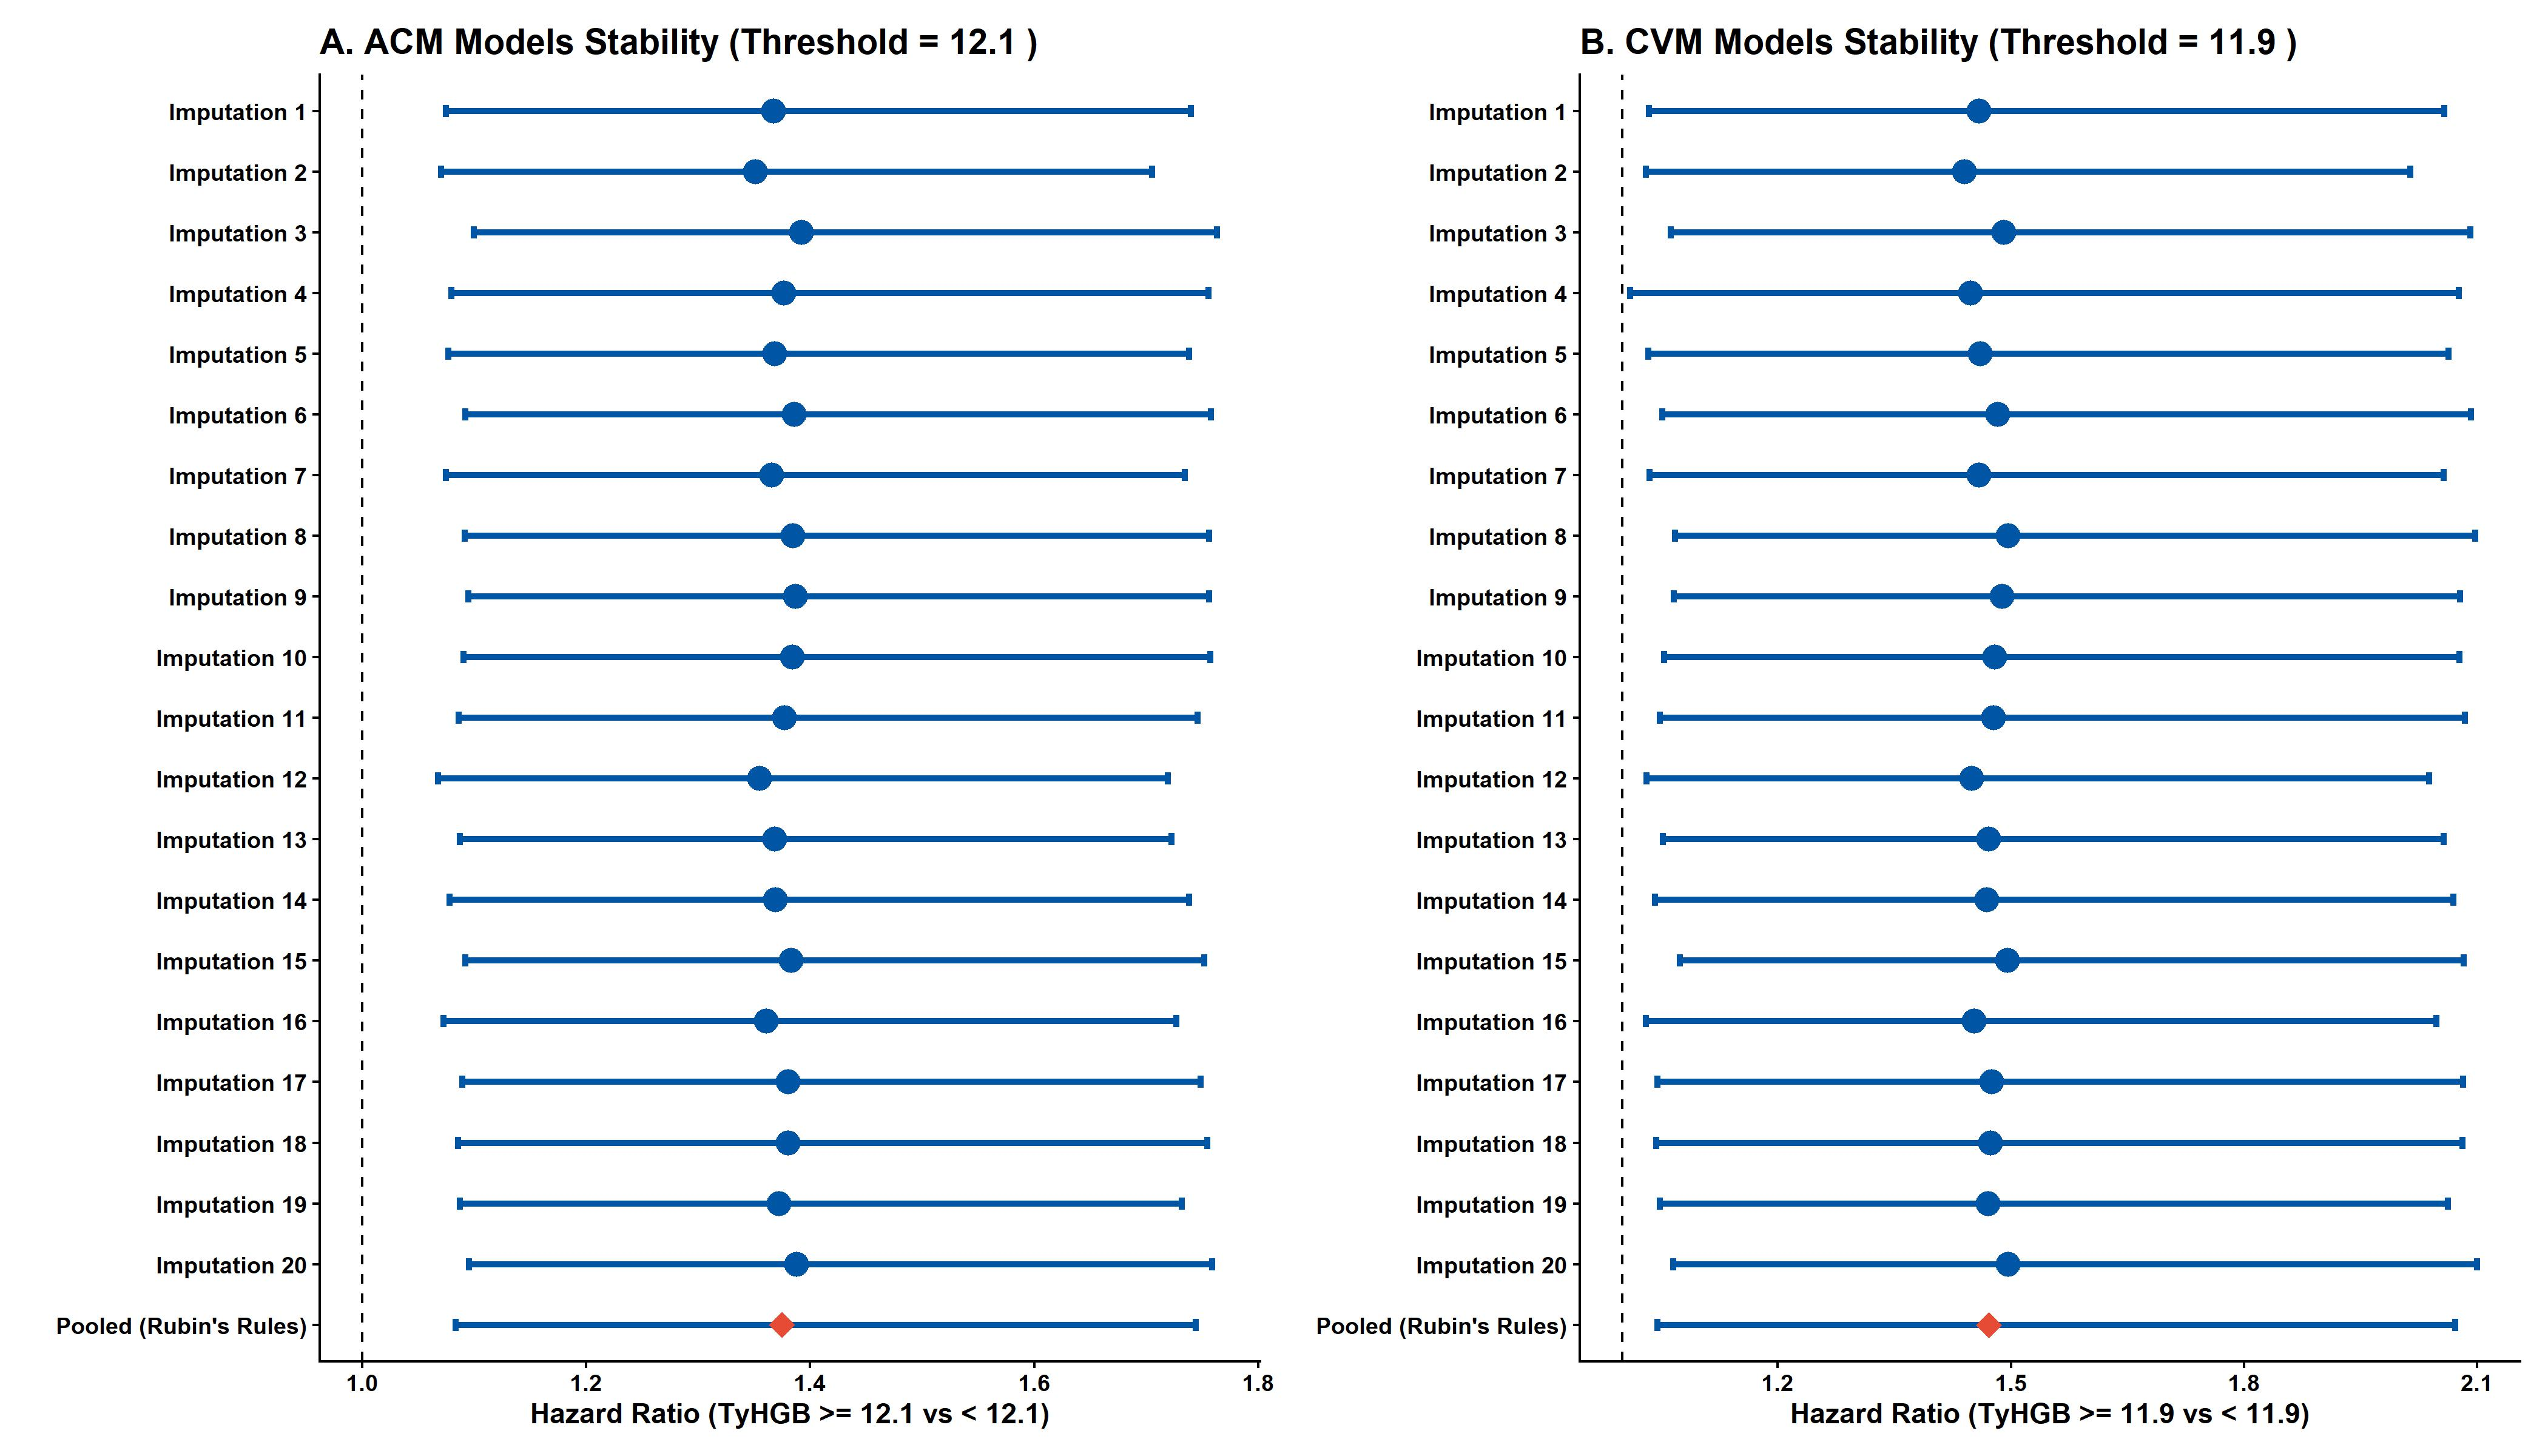 A. ACM Models Stability (Threshold = 12.1 )
Imputation 1
Imputation 2
Imputation 3
Imputation 4
Imputation 5
Imputation 6
Imputation 7
Imputation 8
Imputation 9
Imputation 10
Imputation 11
Imputation 12
Imputation 13
Imputation 14
Imputation 15
Imputation 16
Imputation 17
Imputation 18
Imputation 19
Imputation 20
Pooled (Rubin's Rules)
1.0 1.2 1.4 1.6 1.8
Hazard Ratio (TyHGB >= 12.1 vs < 12.1)
B. CVM Models Stability (Threshold = 11.9 )
Imputation 1
Imputation 2
Imputation 3
Imputation 4
Imputation 5
Imputation 6
Imputation 7
Imputation 8
Imputation 9
Imputation 10
Imputation 11
Imputation 12
Imputation 13
Imputation 14
Imputation 15
Imputation 16
Imputation 17
Imputation 18
Imputation 19
Imputation 20
Pooled (Rubin's Rules)
1.2 1.5 1.8 2.1
Hazard Ratio (TyHGB >= 11.9 vs < 11.9)